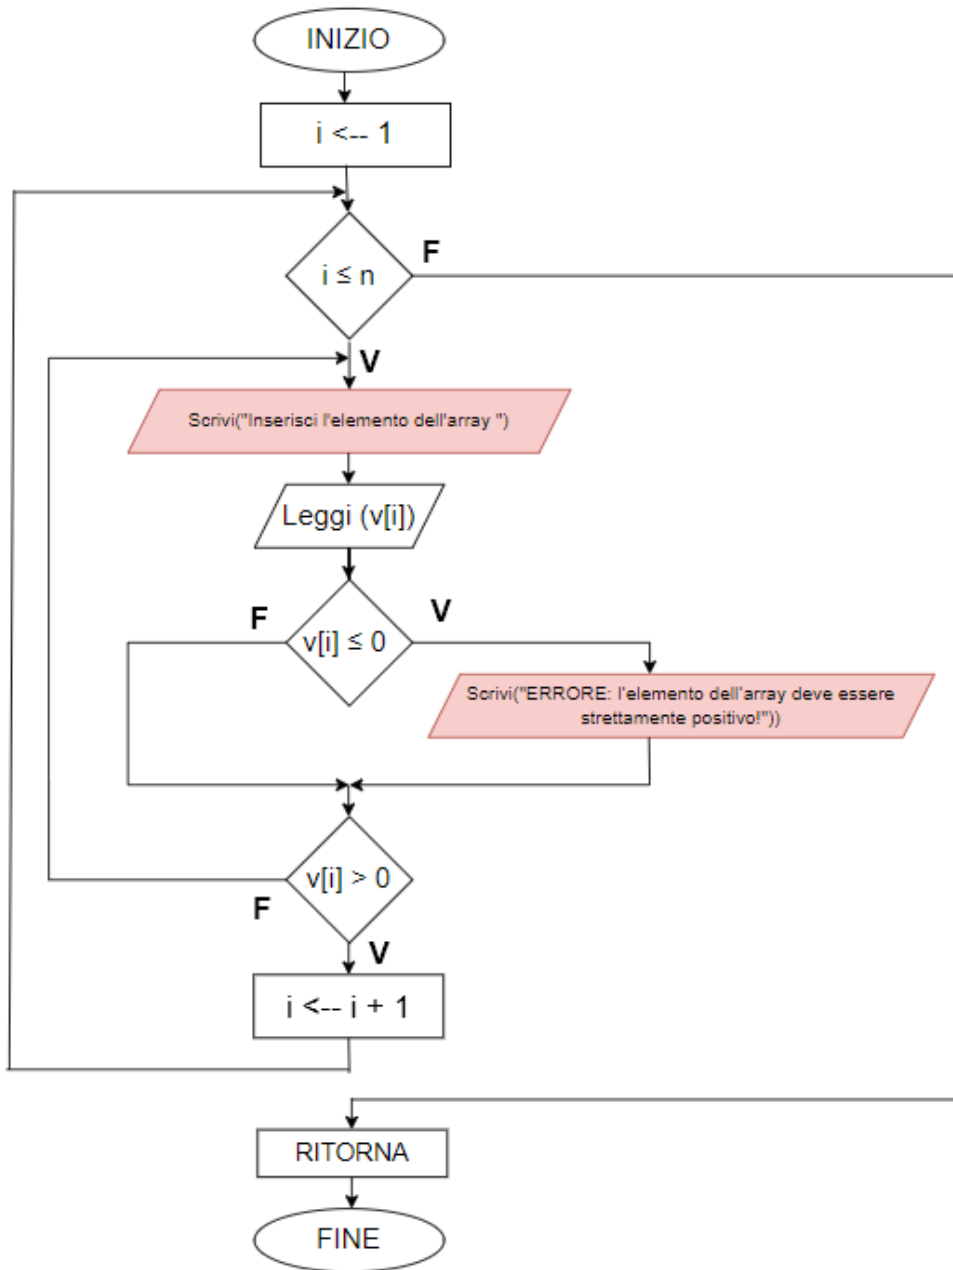 INIZIO
i <-- 1
i ≤ n
F
V
Scrivi("Inserisci l'elemento dell'array ")
Leggi (v[i])
F
V
v[i] ≤ 0
Scrivi("ERRORE: l'elemento dell'array deve essere
strettamente positivo!"))
v[i] > 0
F
V
i <-- i + 1
RITORNA
FINE